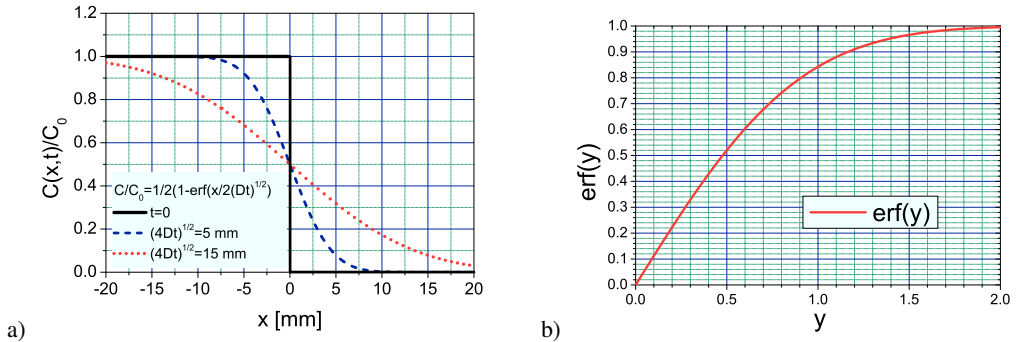 1.2
1.0
0.8
0.6
0.4
0.2
0.0
C(x,t)/C₀
C/C₀=1/2(1-erf(x/2(Dt)^1/2)
t=0
(4Dt)^1/2=5 mm
(4Dt)^1/2=15 mm
-20 -15 -10 -5 0 5 10 15 20
x [mm]
a)
1.0
0.9
0.8
0.7
0.6
0.5
0.4
0.3
0.2
0.1
0.0
erf(y)
erf(y)
0.0 0.5 1.0 1.5 2.0
y
b)